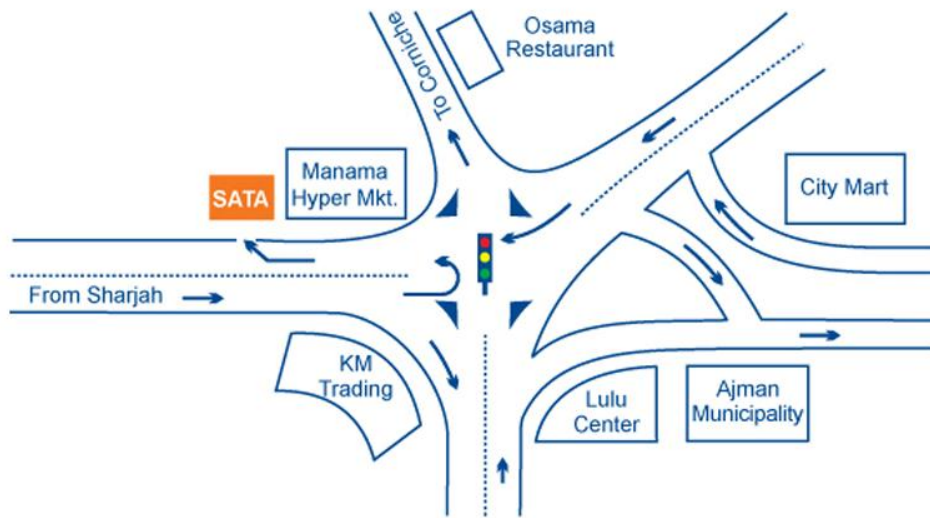 Osama
Restaurant
To Corniche
SATA
Manama
Hyper Mkt.
City Mart
From Sharjah
KM
Trading
Lulu
Center
Ajman
Municipality